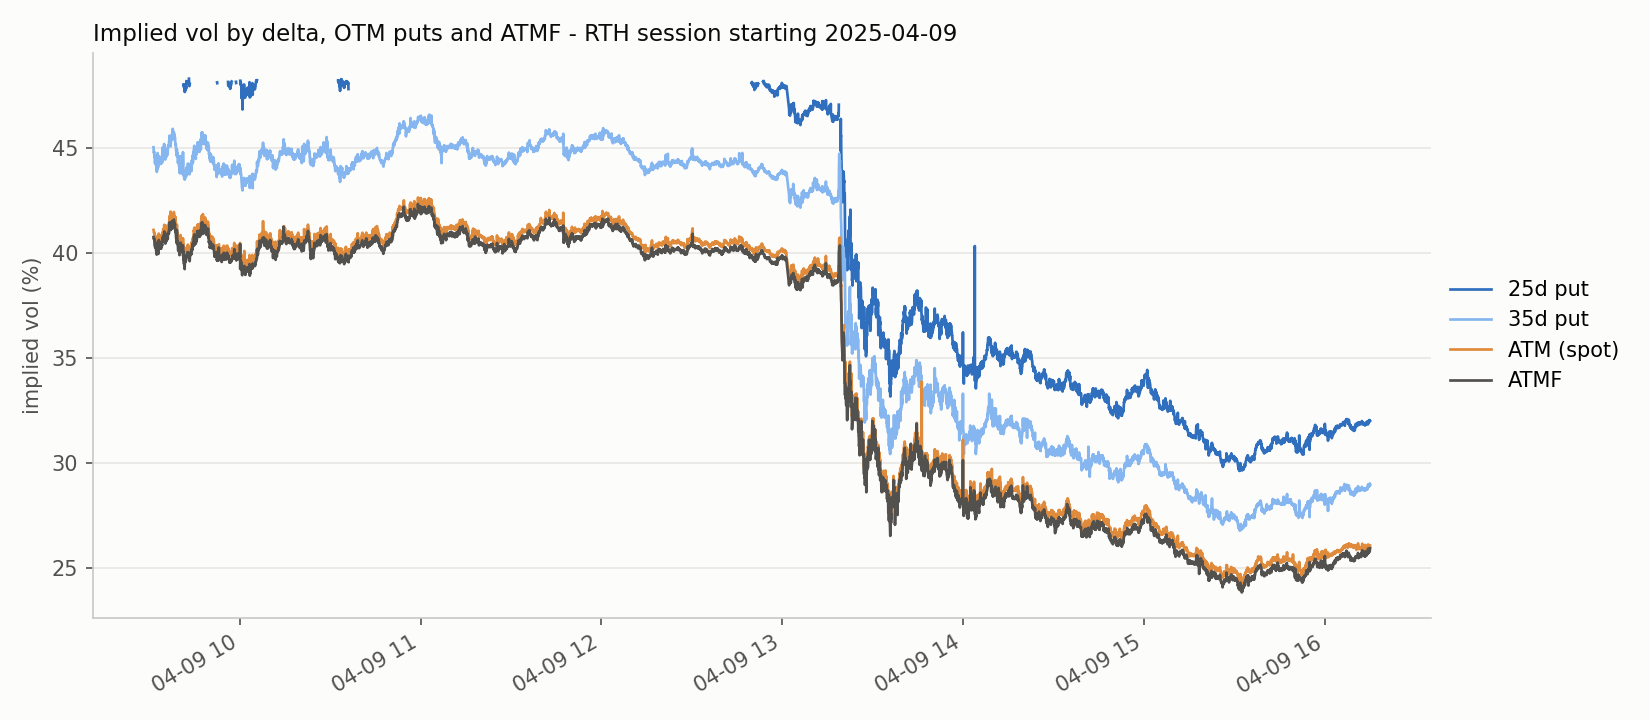 Implied vol by delta, OTM puts and ATMF - RTH session starting 2025-04-09
implied vol (%)
45
40
35
30
25
04-09 10
04-09 11
04-09 12
04-09 13
04-09 14
04-09 15
04-09 16
25d put
35d put
ATM (spot)
ATMF